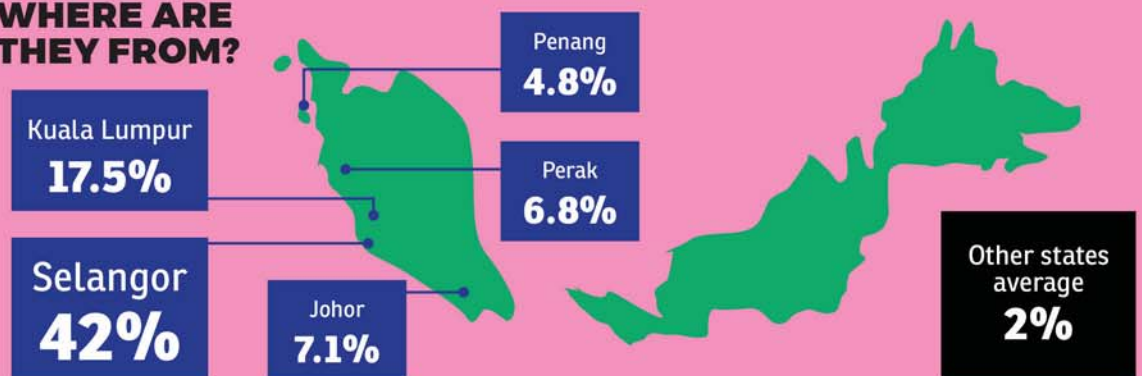 WHERE ARE
THEY FROM?
Kuala Lumpur
17.5%
Selangor
42%
Johor
7.1%
Penang
4.8%
Perak
6.8%
Other states
average
2%